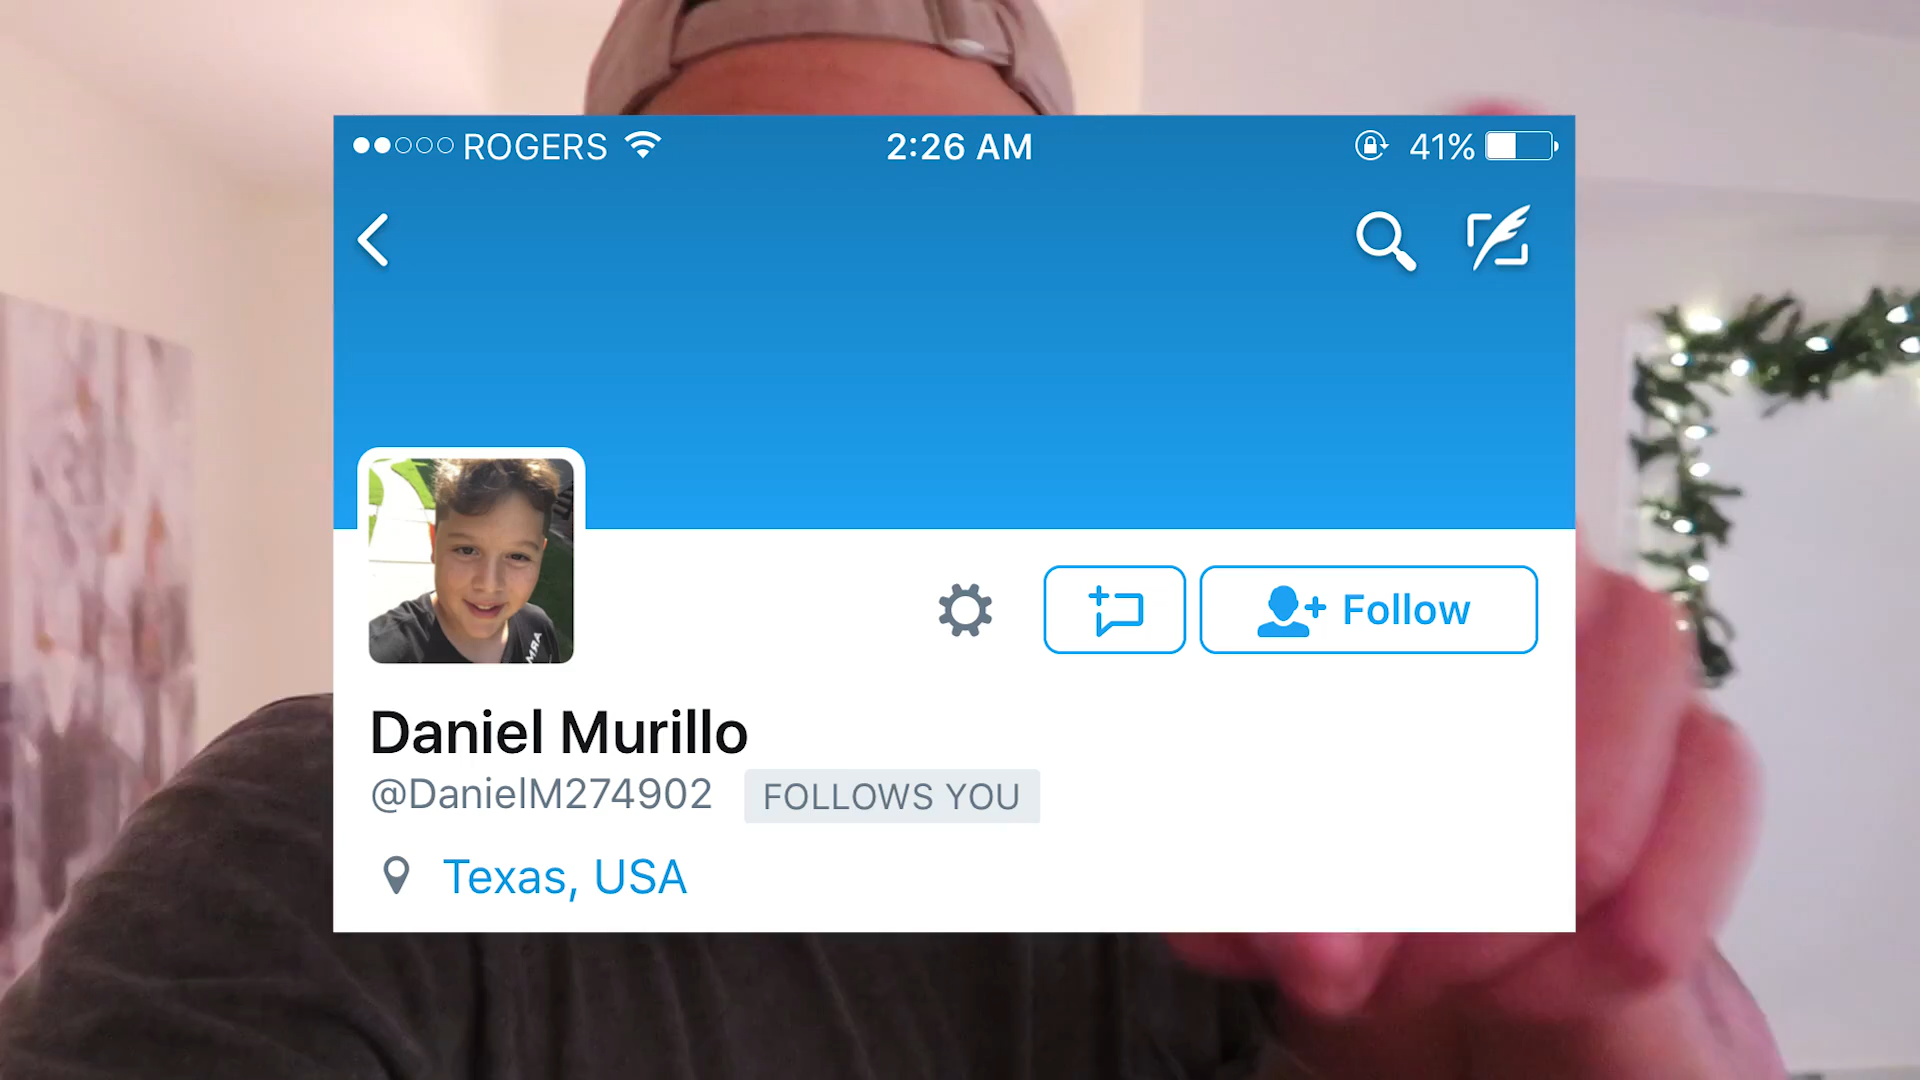 ROGERS 2:26 AM 41%
Follow
Daniel Murillo
@DanielM274902 FOLLOWS YOU
Texas, USA